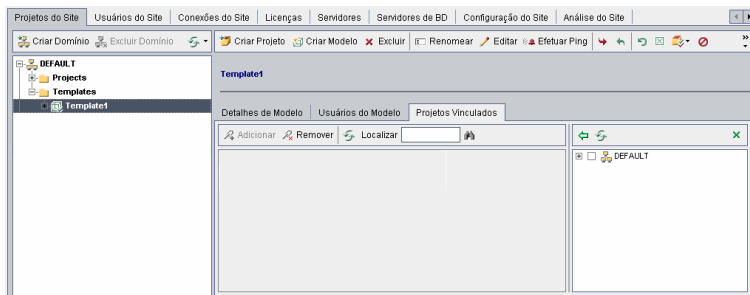 Projetos do Site Usuários do Site Conexões do Site Licenças Servidores Servidores de BD Configuração do Site Análise do Site
Criar Domínio Excluir Domínio Criar Projeto Criar Modelo Excluir Renomear Editar Efetuar Ping
DEFAULT
Projects
Templates
Template1
Template1
Detalhes de Modelo Usuários do Modelo Projetos Vinculados
Adicionar Remover Localizar
DEFAULT